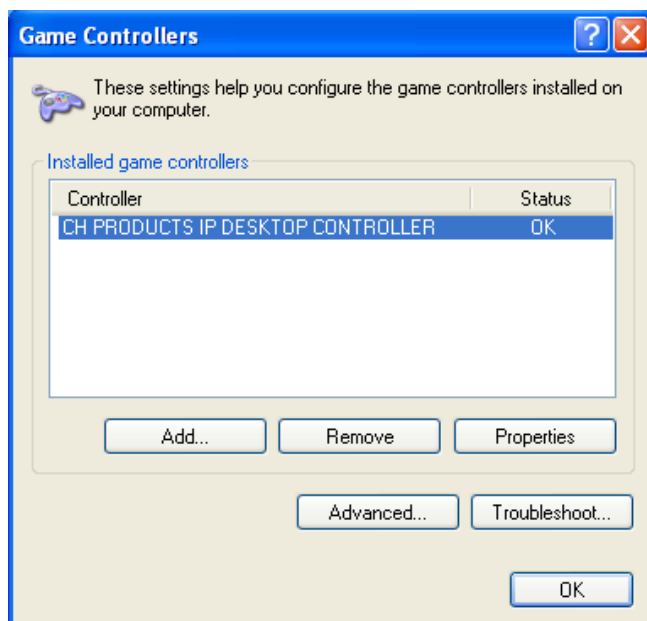 Game Controllers
These settings help you configure the game controllers installed on
your computer.
Installed game controllers
Controller Status
CH PRODUCTS IP DESKTOP CONTROLLER OK
Add... Remove Properties
Advanced... Troubleshoot...
OK